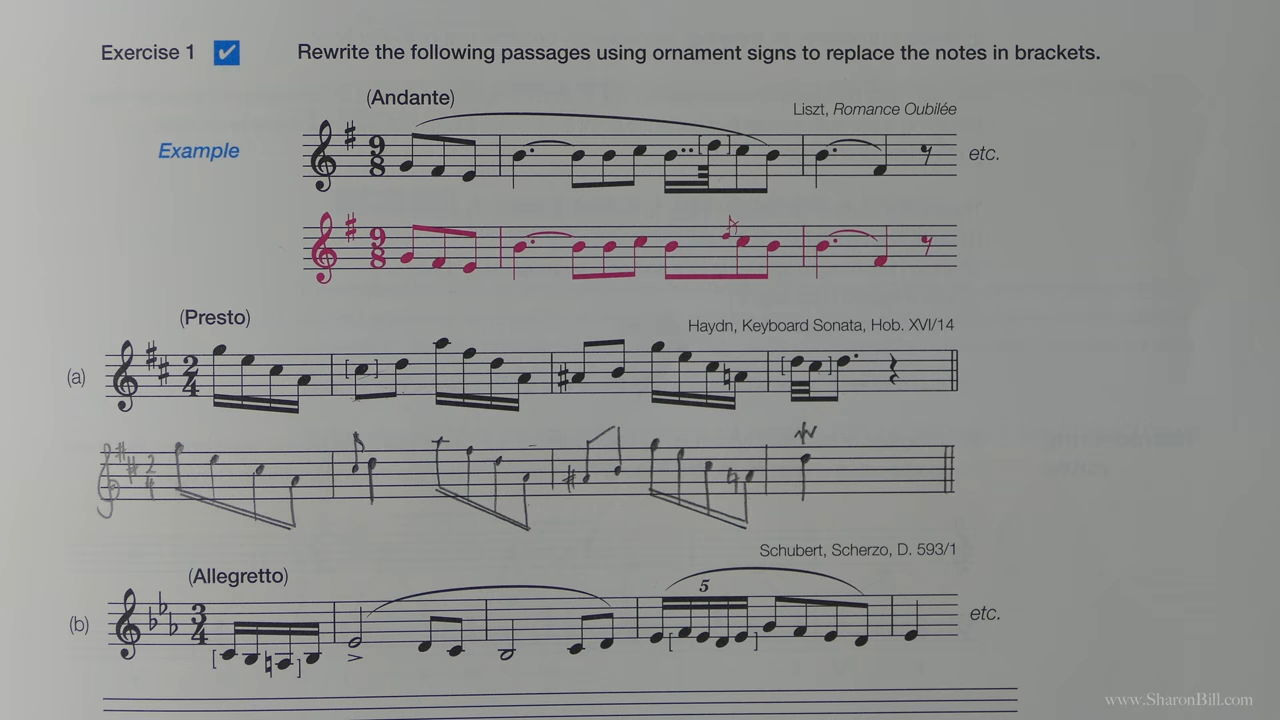 Exercise 1 ✔ Rewrite the following passages using ornament signs to replace the notes in brackets.
(Andante)
Liszt, Romance Oubilée
Example
9
8
etc.
9
8
(Presto)
Haydn, Keyboard Sonata, Hob. XVI/14
(a)
2
4
2
4
Schubert, Scherzo, D. 593/1
(Allegretto)
(b)
3
4
5
etc.
www.SharonBill.com